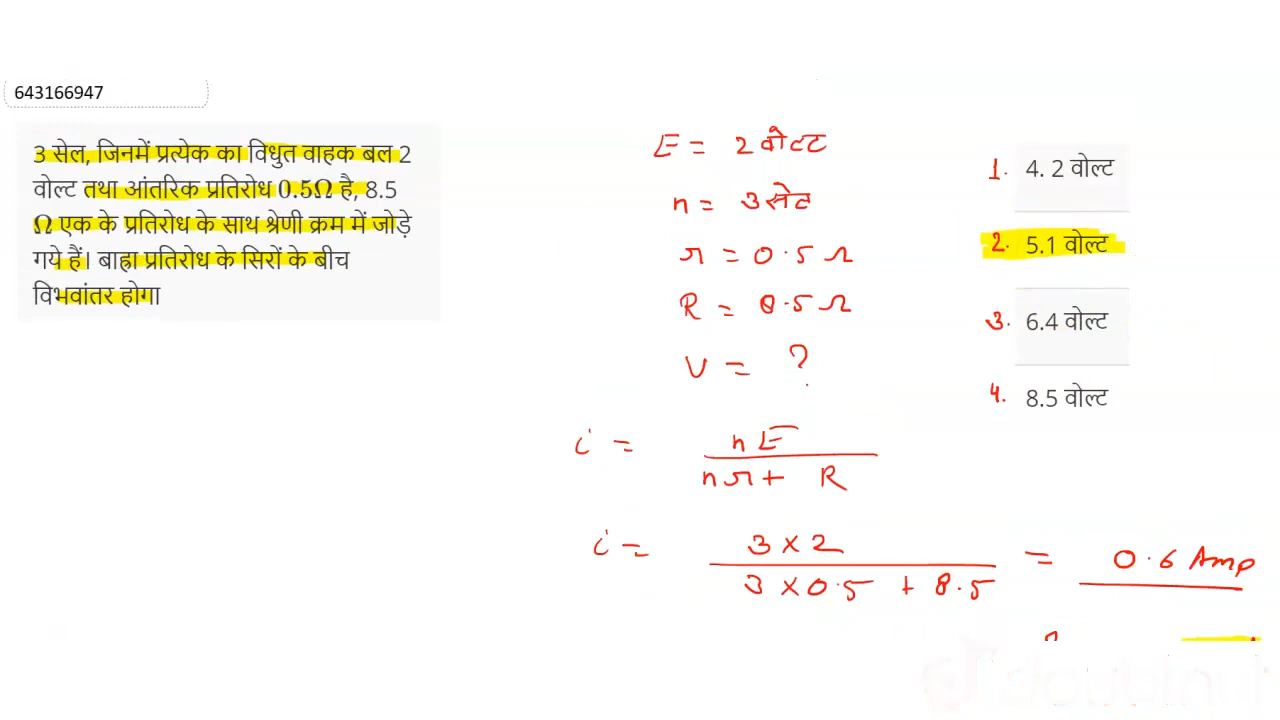 643166947
3 सेल, जिनमें प्रत्येक का विधुत वाहक बल 2
वोल्ट तथा आंतरिक प्रतिरोध 0.5Ω है, 8.5
Ω एक के प्रतिरोध के साथ श्रेणी क्रम में जोड़े
गये हैं। बाह्रा प्रतिरोध के सिरों के बीच
विभवांतर होगा
E = 2 वोल्ट
n = 3 सेल
r = 0.5 Ω
R = 8.5 Ω
V = ?
i = nE
nr + R
i = 3 × 2 = 0.6 Amp
3 × 0.5 + 8.5
1. 4. 2 वोल्ट
2. 5.1 वोल्ट
3. 6.4 वोल्ट
4. 8.5 वोल्ट
doubtnut